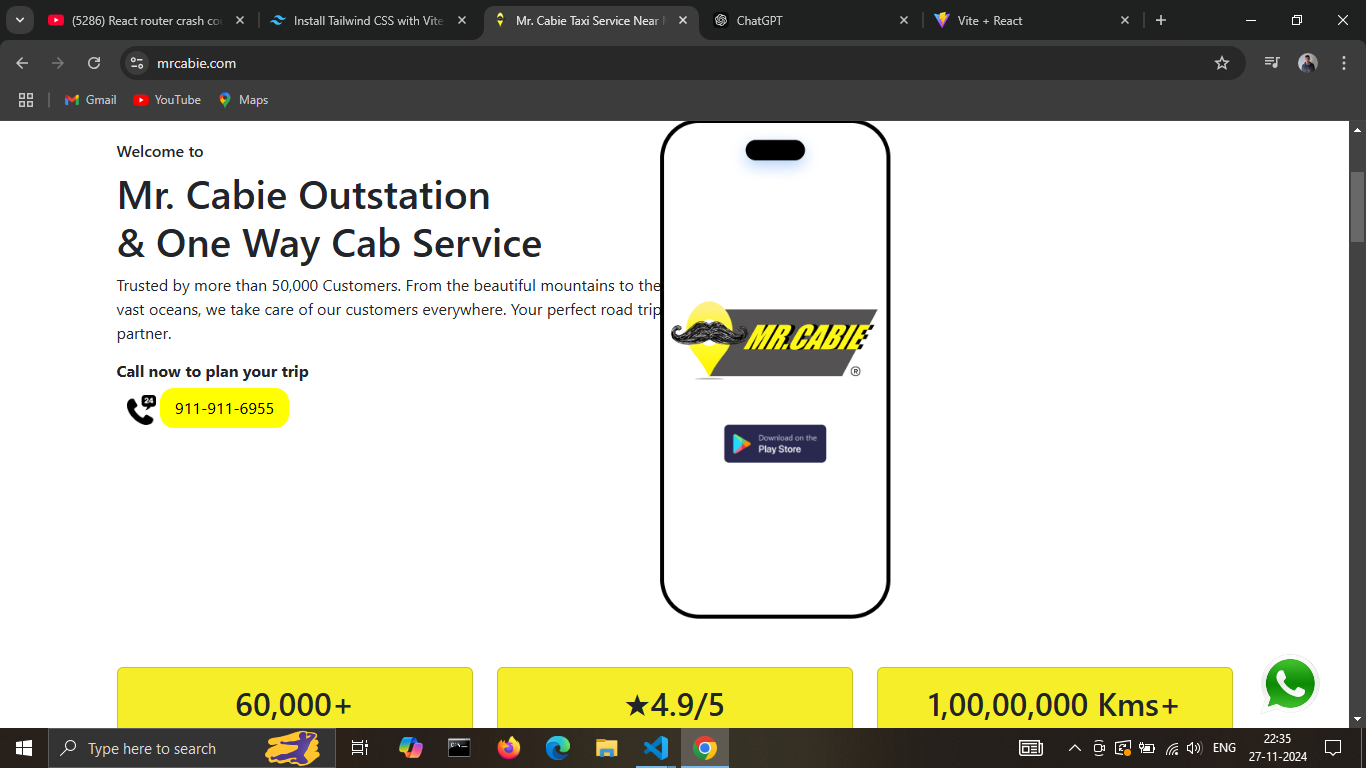 (5286) React router crash cou
Install Tailwind CSS with Vite
Mr. Cabie Taxi Service Near
ChatGPT
Vite + React
mrcabie.com
Gmail
YouTube
Maps
Welcome to
Mr. Cabie Outstation
& One Way Cab Service
Trusted by more than 50,000 Customers. From the beautiful mountains to the
vast oceans, we take care of our customers everywhere. Your perfect road trip
partner.
Call now to plan your trip
24
911-911-6955
MR.CABIE
®
Download on the
Play Store
60,000+
★4.9/5
1,00,00,000 Kms+
Type here to search
ENG
22:35
27-11-2024